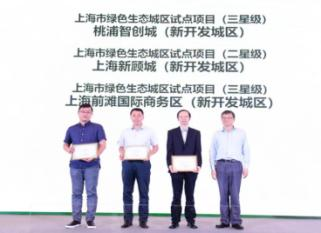 上海市绿色生态城区试点项目（三星级）
桃浦智创城（新开发城区）
上海市绿色生态城区试点项目（二星级）
上海新顾城（新开发城区）
上海市绿色生态城区试点项目（三星级）
上海前滩国际商务区（新开发城区）